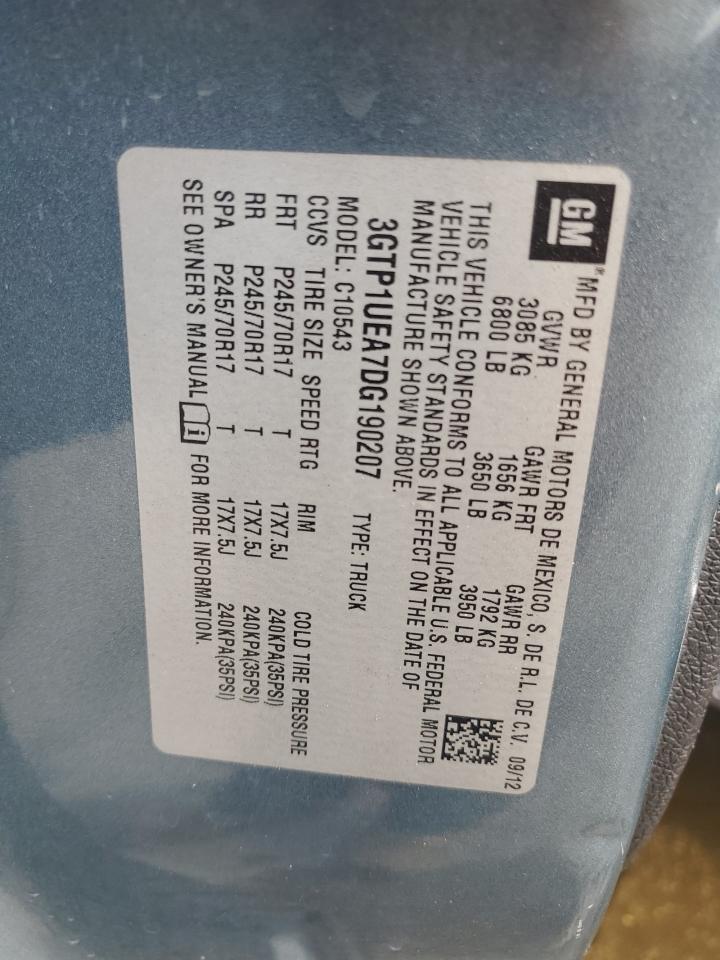 GM® MFD BY GENERAL MOTORS DE MEXICO, S. DE R.L. DE C.V. 09/12
GVWR GAWR FRT GAWR RR
3085 KG 1656 KG 1792 KG
6800 LB 3650 LB 3950 LB
THIS VEHICLE CONFORMS TO ALL APPLICABLE U.S. FEDERAL MOTOR
VEHICLE SAFETY STANDARDS IN EFFECT ON THE DATE OF
MANUFACTURE SHOWN ABOVE.
3GTP1UEA7DG190207 TYPE: TRUCK
MODEL: C10543
CCVS TIRE SIZE SPEED RTG RIM COLD TIRE PRESSURE
FRT P245/70R17 T 17X7.5J 240KPA(35PSI)
RR P245/70R17 T 17X7.5J 240KPA(35PSI)
SPA P245/70R17 T 17X7.5J 240KPA(35PSI)
SEE OWNER'S MANUAL i FOR MORE INFORMATION.